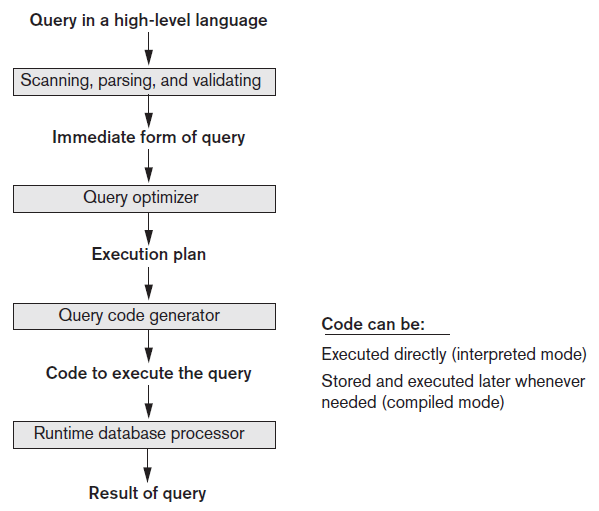 Query in a high-level language
Scanning, parsing, and validating
Immediate form of query
Query optimizer
Execution plan
Query code generator
Code to execute the query
Runtime database processor
Result of query
Code can be:
Executed directly (interpreted mode)
Stored and executed later whenever
needed (compiled mode)